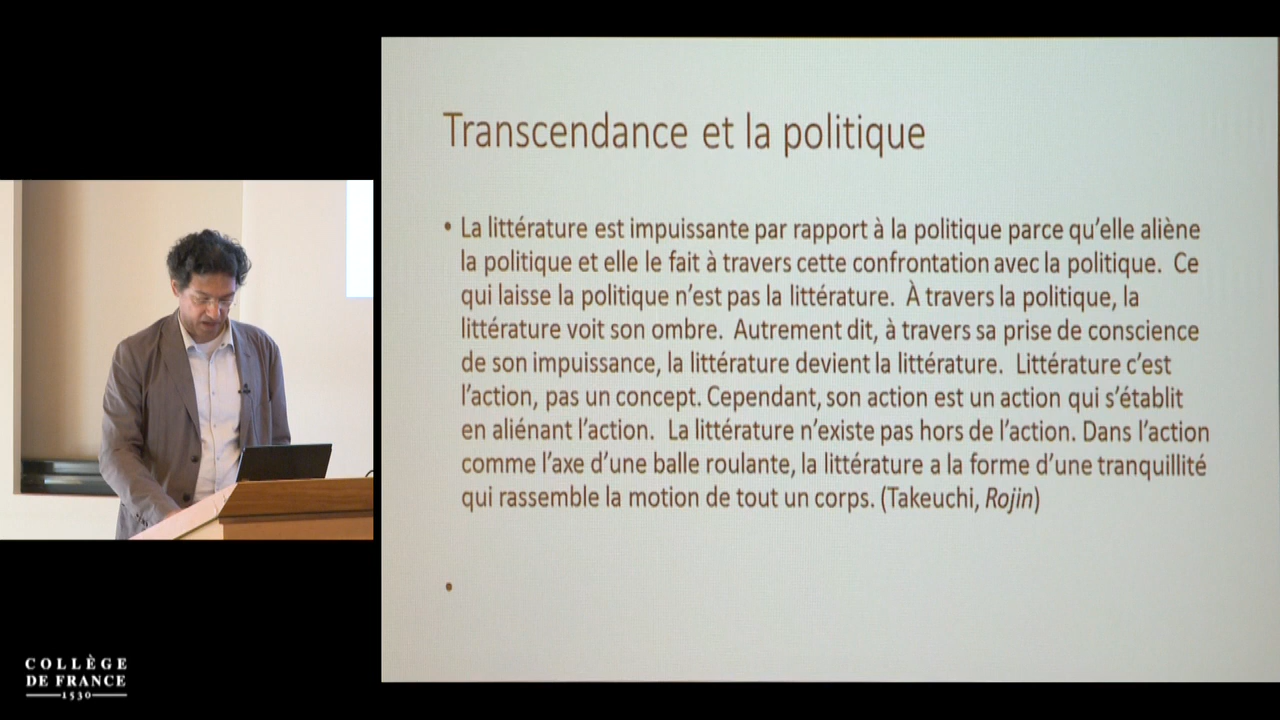 Transcendance et la politique
• La littérature est impuissante par rapport à la politique parce qu’elle aliène
la politique et elle le fait à travers cette confrontation avec la politique. Ce
qui laisse la politique n’est pas la littérature. À travers la politique, la
littérature voit son ombre. Autrement dit, à travers sa prise de conscience
de son impuissance, la littérature devient la littérature. Littérature c’est
l’action, pas un concept. Cependant, son action est un action qui s’établit
en aliénant l’action. La littérature n’existe pas hors de l’action. Dans l’action
comme l’axe d’une balle roulante, la littérature a la forme d’une tranquillité
qui rassemble la motion de tout un corps. (Takeuchi, Rojin)
•
COLLÈGE
DE FRANCE
1530